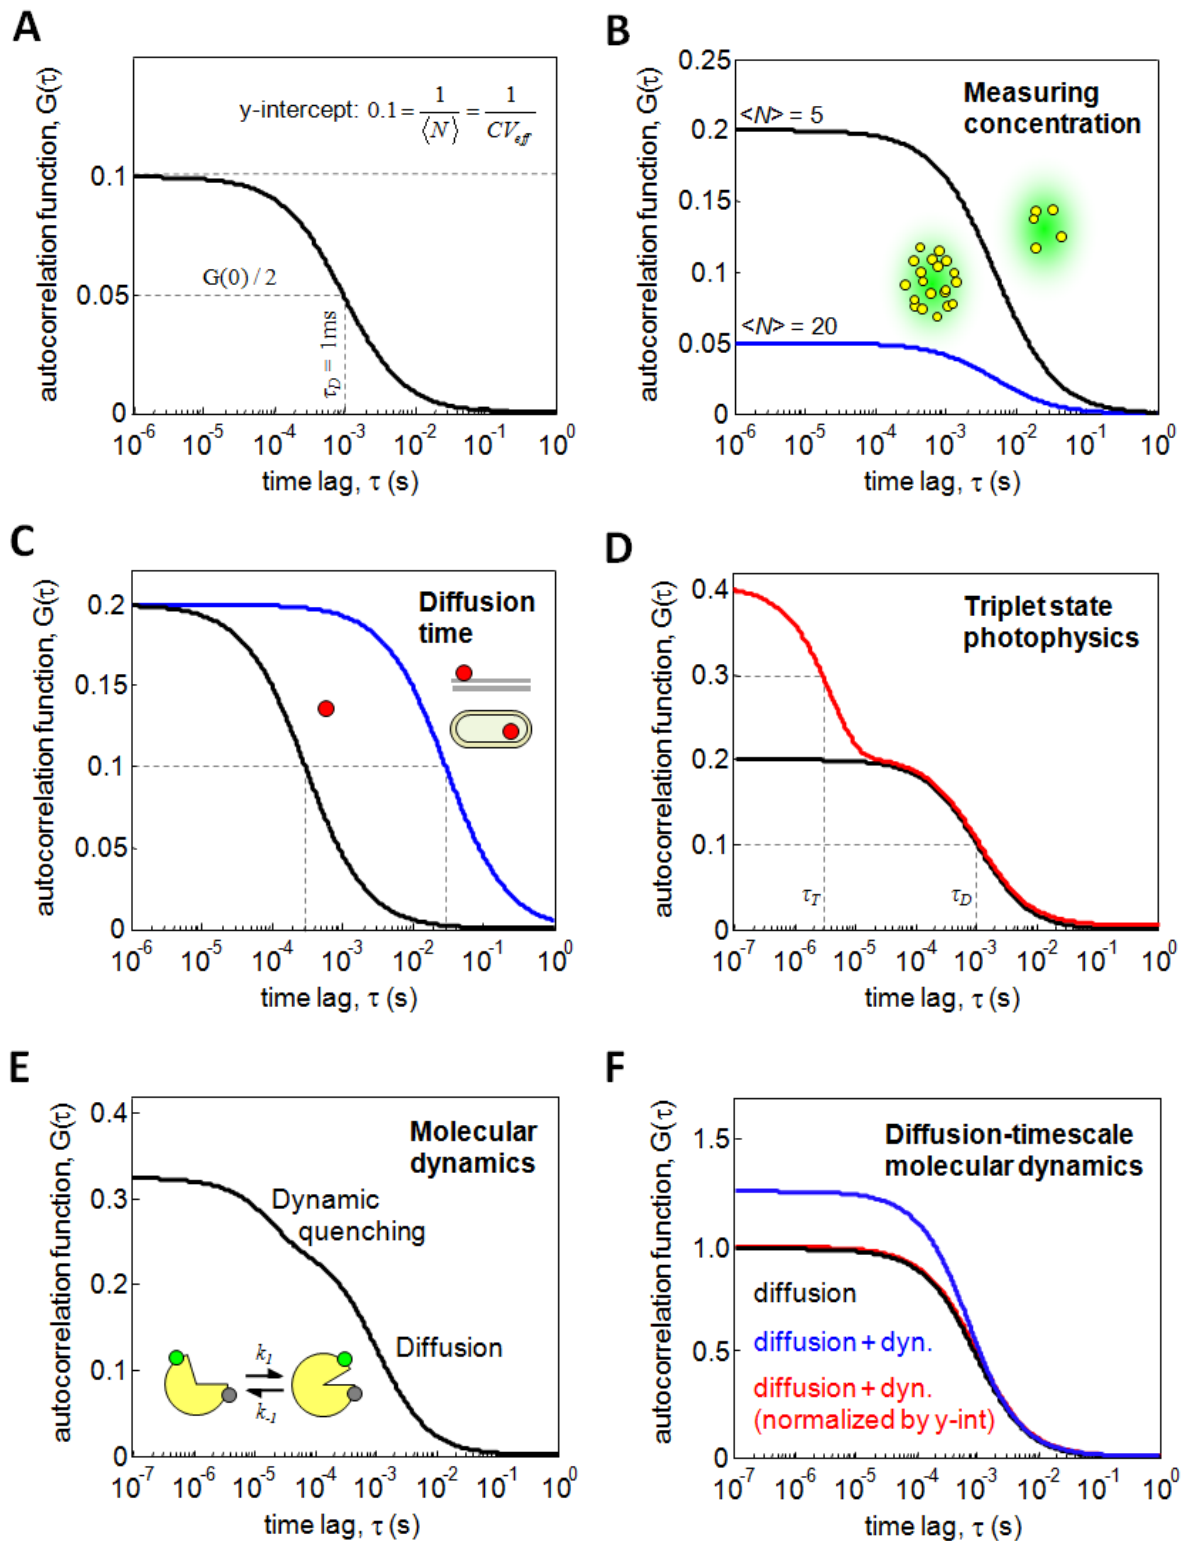 A
autocorrelation function, G(τ)
y-intercept: 0.1 = 1/⟨N⟩ = 1/CV_eff
0.1
G(0) / 2
0.05
τ_D = 1ms
0
10^-6 10^-5 10^-4 10^-3 10^-2 10^-1 10^0
time lag, τ (s)
B
autocorrelation function, G(τ)
0.25
Measuring
concentration
<N> = 5
0.2
0.15
0.1
<N> = 20
0.05
0
10^-6 10^-5 10^-4 10^-3 10^-2 10^-1 10^0
time lag, τ (s)
C
autocorrelation function, G(τ)
Diffusion
time
0.2
0.15
0.1
0.05
0
10^-6 10^-5 10^-4 10^-3 10^-2 10^-1 10^0
time lag, τ (s)
D
autocorrelation function, G(τ)
0.4
Triplet state
photophysics
0.3
0.2
0.1
τ_T τ_D
0
10^-7 10^-6 10^-5 10^-4 10^-3 10^-2 10^-1 10^0
time lag, τ (s)
E
autocorrelation function, G(τ)
0.4
Molecular
dynamics
0.3
Dynamic
quenching
0.2
Diffusion
0.1
k_1
k_-1
0
10^-7 10^-6 10^-5 10^-4 10^-3 10^-2 10^-1 10^0
time lag, τ (s)
F
autocorrelation function, G(τ)
1.5
Diffusion-timescale
molecular dynamics
1.0
diffusion
diffusion + dyn.
0.5
diffusion + dyn.
(normalized by y-int)
0
10^-7 10^-6 10^-5 10^-4 10^-3 10^-2 10^-1 10^0
time lag, τ (s)